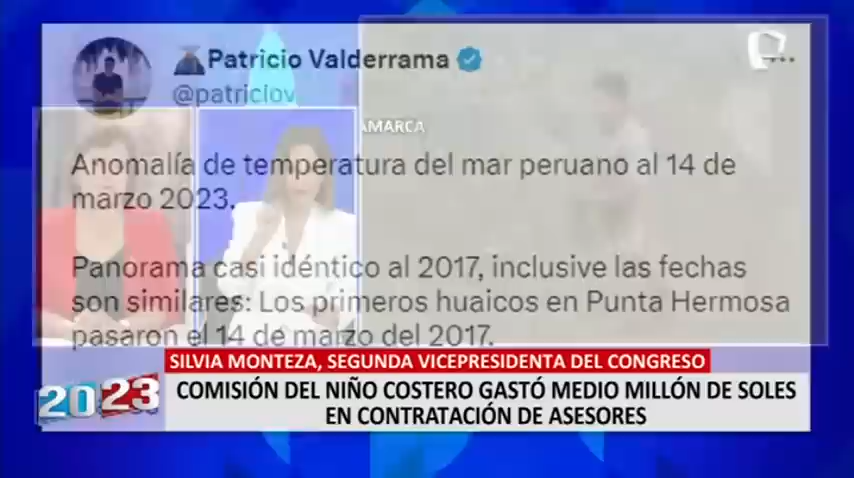 Patricio Valderrama
@patriciov
AMARCA
Anomalía de temperatura del mar peruano al 14 de
marzo 2023.
Panorama casi idéntico al 2017, inclusive las fechas
son similares: Los primeros huaicos en Punta Hermosa
pasaron el 14 de marzo del 2017.
SILVIA MONTEZA, SEGUNDA VICEPRESIDENTA DEL CONGRESO
2023
COMISIÓN DEL NIÑO COSTERO GASTÓ MEDIO MILLÓN DE SOLES
EN CONTRATACIÓN DE ASESORES